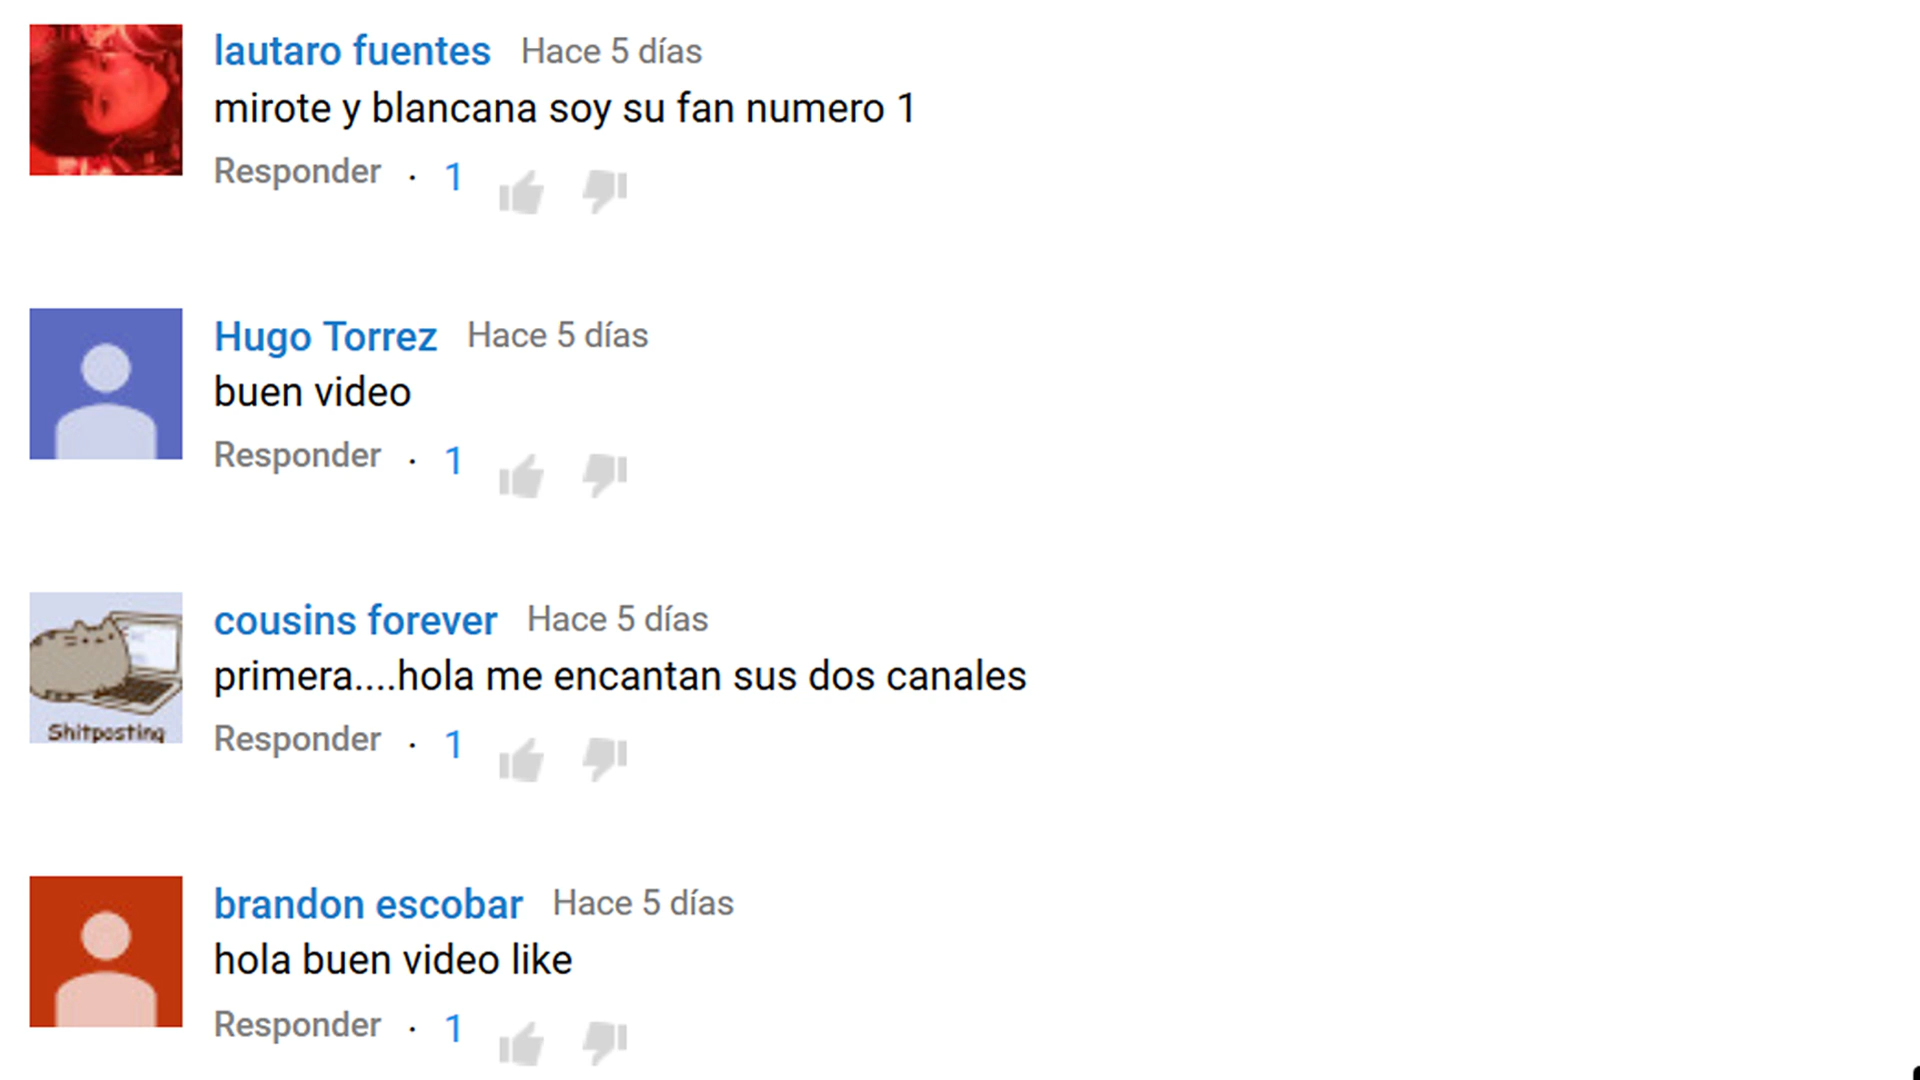 lautaro fuentes Hace 5 días
mirote y blancana soy su fan numero 1
Responder · 1
Hugo Torrez Hace 5 días
buen video
Responder · 1
cousins forever Hace 5 días
primera....hola me encantan sus dos canales
Shitposting
Responder · 1
brandon escobar Hace 5 días
hola buen video like
Responder · 1